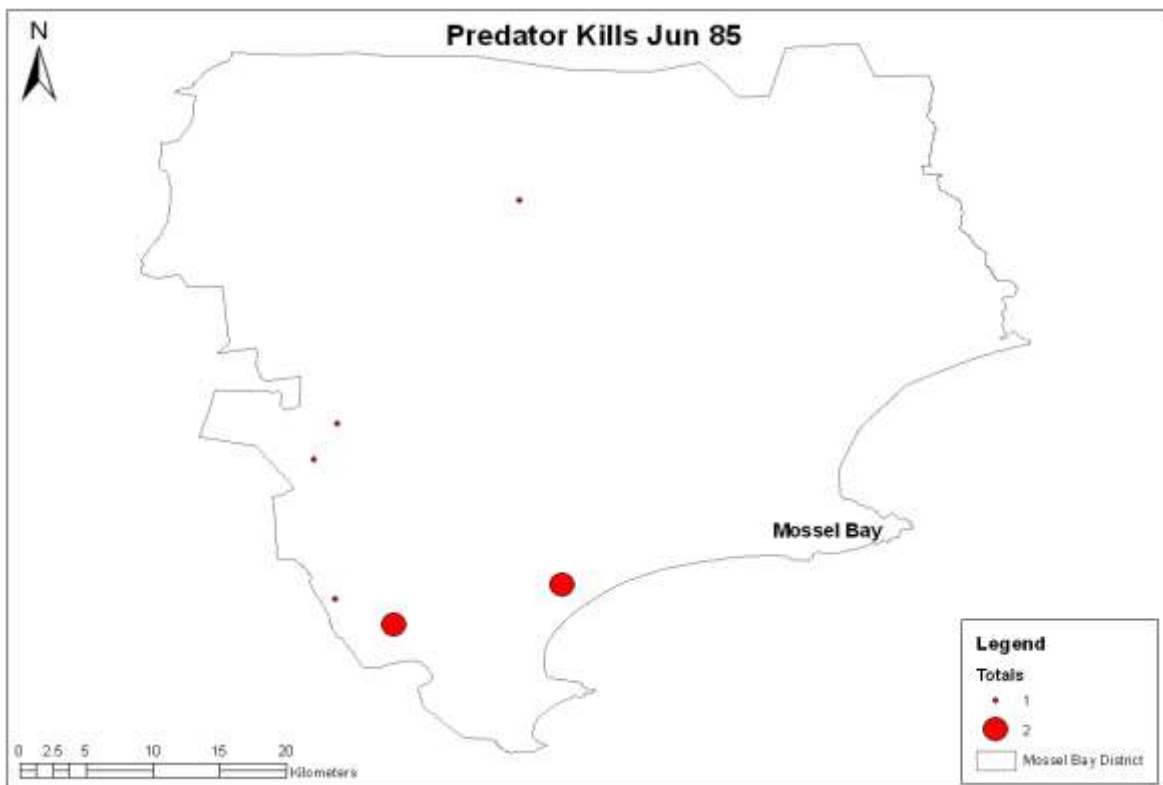 Predator Kills Jun 85
N
Mossel Bay
Legend
Totals
1
2
Mossel Bay District
0 2.5 5 10 15 20
Kilometers